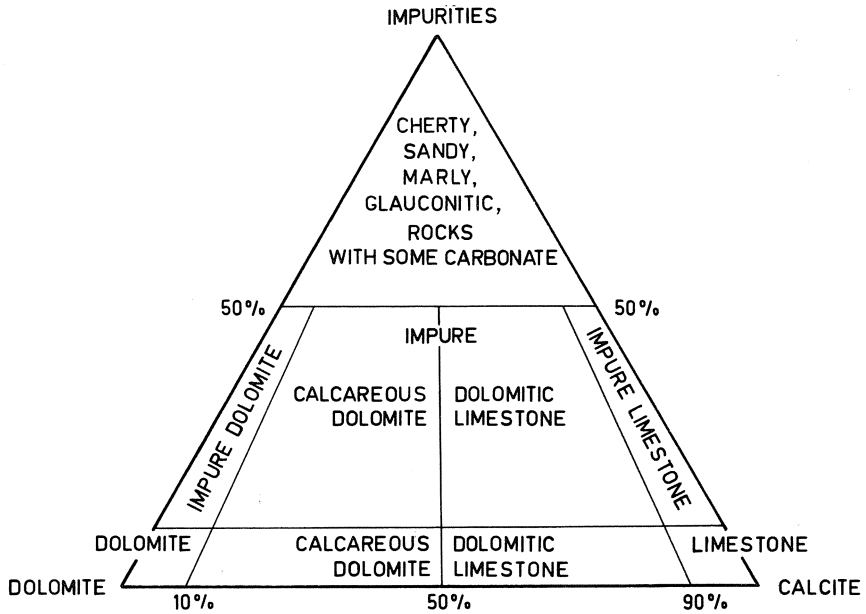 IMPURITIES
CHERTY,
SANDY,
MARLY,
GLAUCONITIC,
ROCKS
WITH SOME CARBONATE
50%
50%
IMPURE
IMPURE DOLOMITE
CALCAREOUS
DOLOMITE
DOLOMITIC
LIMESTONE
IMPURE LIMESTONE
DOLOMITE
CALCAREOUS
DOLOMITE
DOLOMITIC
LIMESTONE
LIMESTONE
DOLOMITE
CALCITE
10%
50%
90%